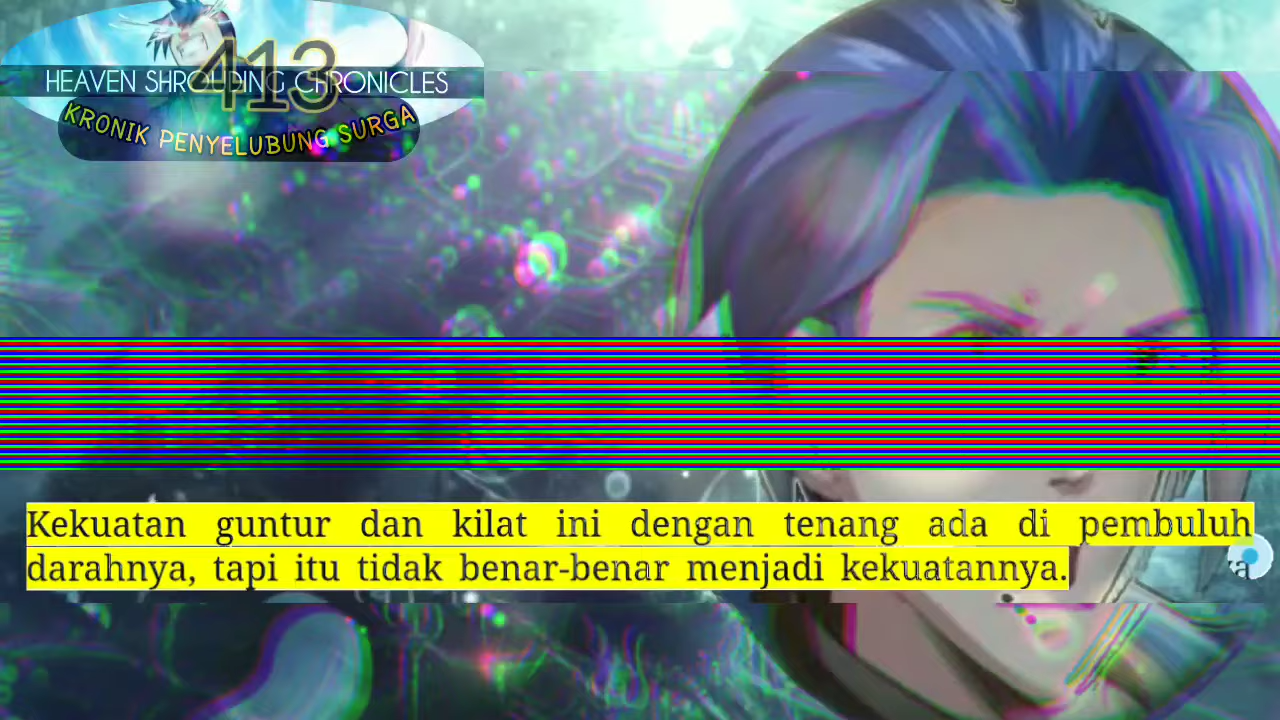 413
HEAVEN SHROUDING CHRONICLES
KRONIK PENYELUBUNG SURGA
Kekuatan guntur dan kilat ini dengan tenang ada di pembuluh
darahnya, tapi itu tidak benar-benar menjadi kekuatannya.